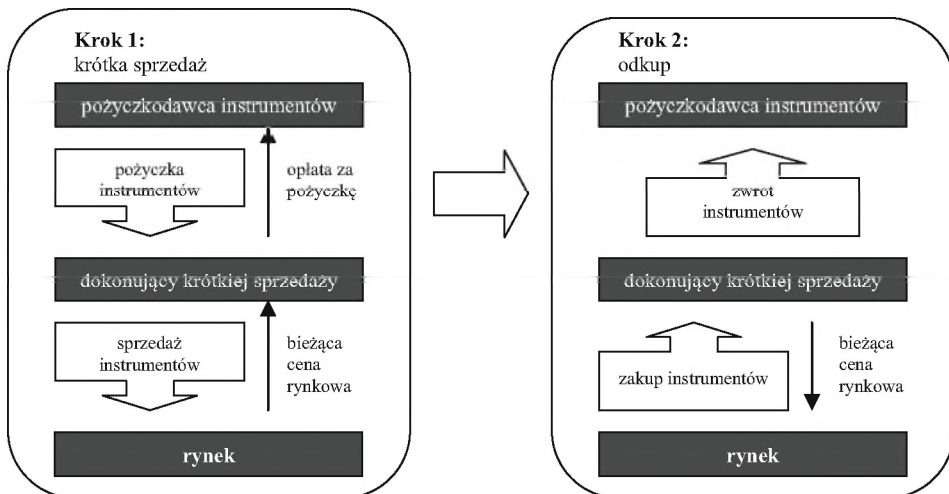 Krok 1:
krótka sprzedaż
pożyczkodawca instrumentów
pożyczka
instrumentów
opłata za
pożyczkę
dokonujący krótkiej sprzedaży
sprzedaż
instrumentów
bieżąca
cena
rynkowa
rynek
Krok 2:
odkup
pożyczkodawca instrumentów
zwrot
instrumentów
dokonujący krótkiej sprzedaży
zakup instrumentów
bieżąca
cena
rynkowa
rynek